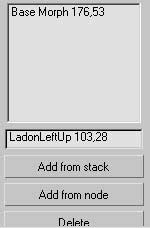 Base Morph 176,53
LadonLeftUp 103,28
Add from stack
Add from node
Delete